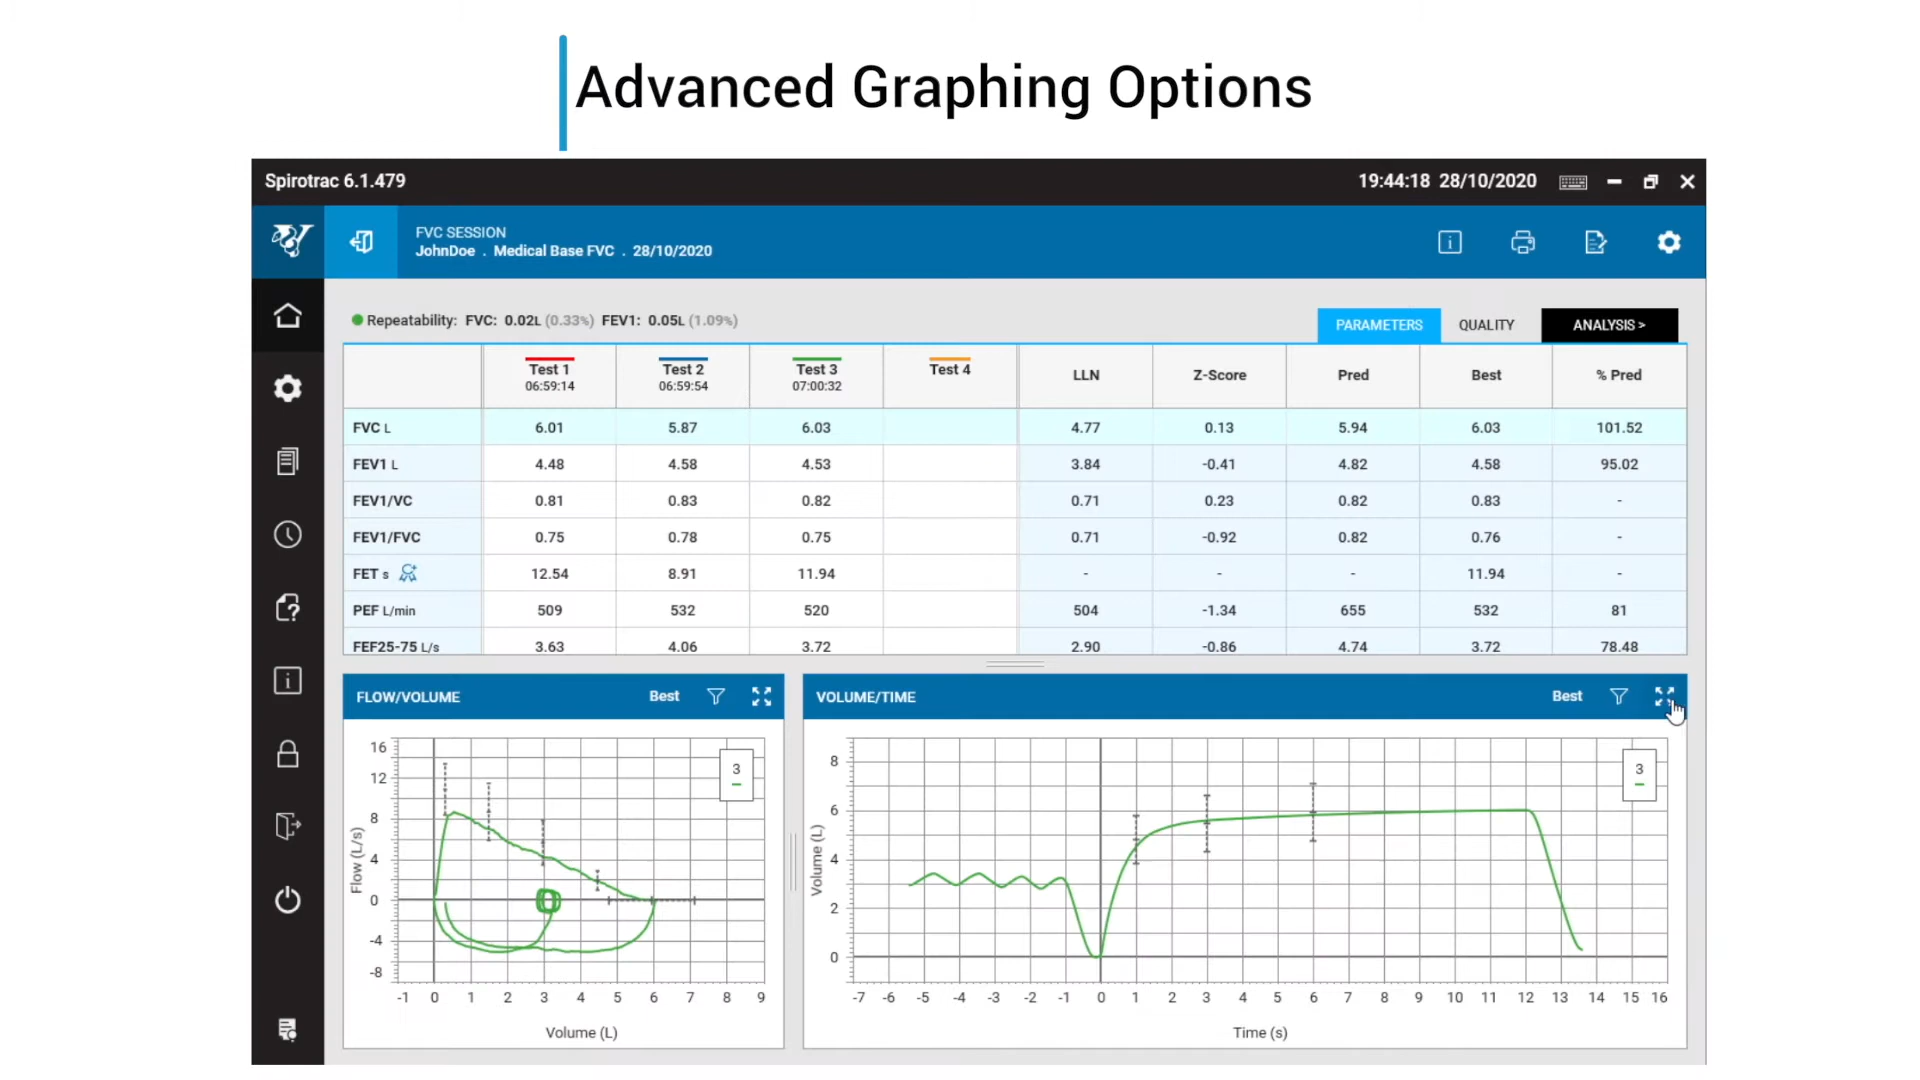 Advanced Graphing Options
Spirotrac 6.1.479
19:44:18 28/10/2020
FVC SESSION
JohnDoe . Medical Base FVC . 28/10/2020
Repeatability: FVC: 0.02L (0.33%) FEV1: 0.05L (1.09%)
PARAMETERS QUALITY ANALYSIS >
Test 1 Test 2 Test 3 Test 4 LLN Z-Score Pred Best % Pred
06:59:14 06:59:54 07:00:32
FVC L 6.01 5.87 6.03 4.77 0.13 5.94 6.03 101.52
FEV1 L 4.48 4.58 4.53 3.84 -0.41 4.82 4.58 95.02
FEV1/VC 0.81 0.83 0.82 0.71 0.23 0.82 0.83 -
FEV1/FVC 0.75 0.78 0.75 0.71 -0.92 0.82 0.76 -
FET s 12.54 8.91 11.94 - - - 11.94 -
PEF L/min 509 532 520 504 -1.34 655 532 81
FEF25-75 L/s 3.63 4.06 3.72 2.90 -0.86 4.74 3.72 78.48
FLOW/VOLUME Best
16
12
8
4
0
-4
-8
Flow (L/s)
3
-1 0 1 2 3 4 5 6 7 8 9
Volume (L)
VOLUME/TIME Best
8
6
4
2
0
Volume (L)
3
-7 -6 -5 -4 -3 -2 -1 0 1 2 3 4 5 6 7 8 9 10 11 12 13 14 15 16
Time (s)